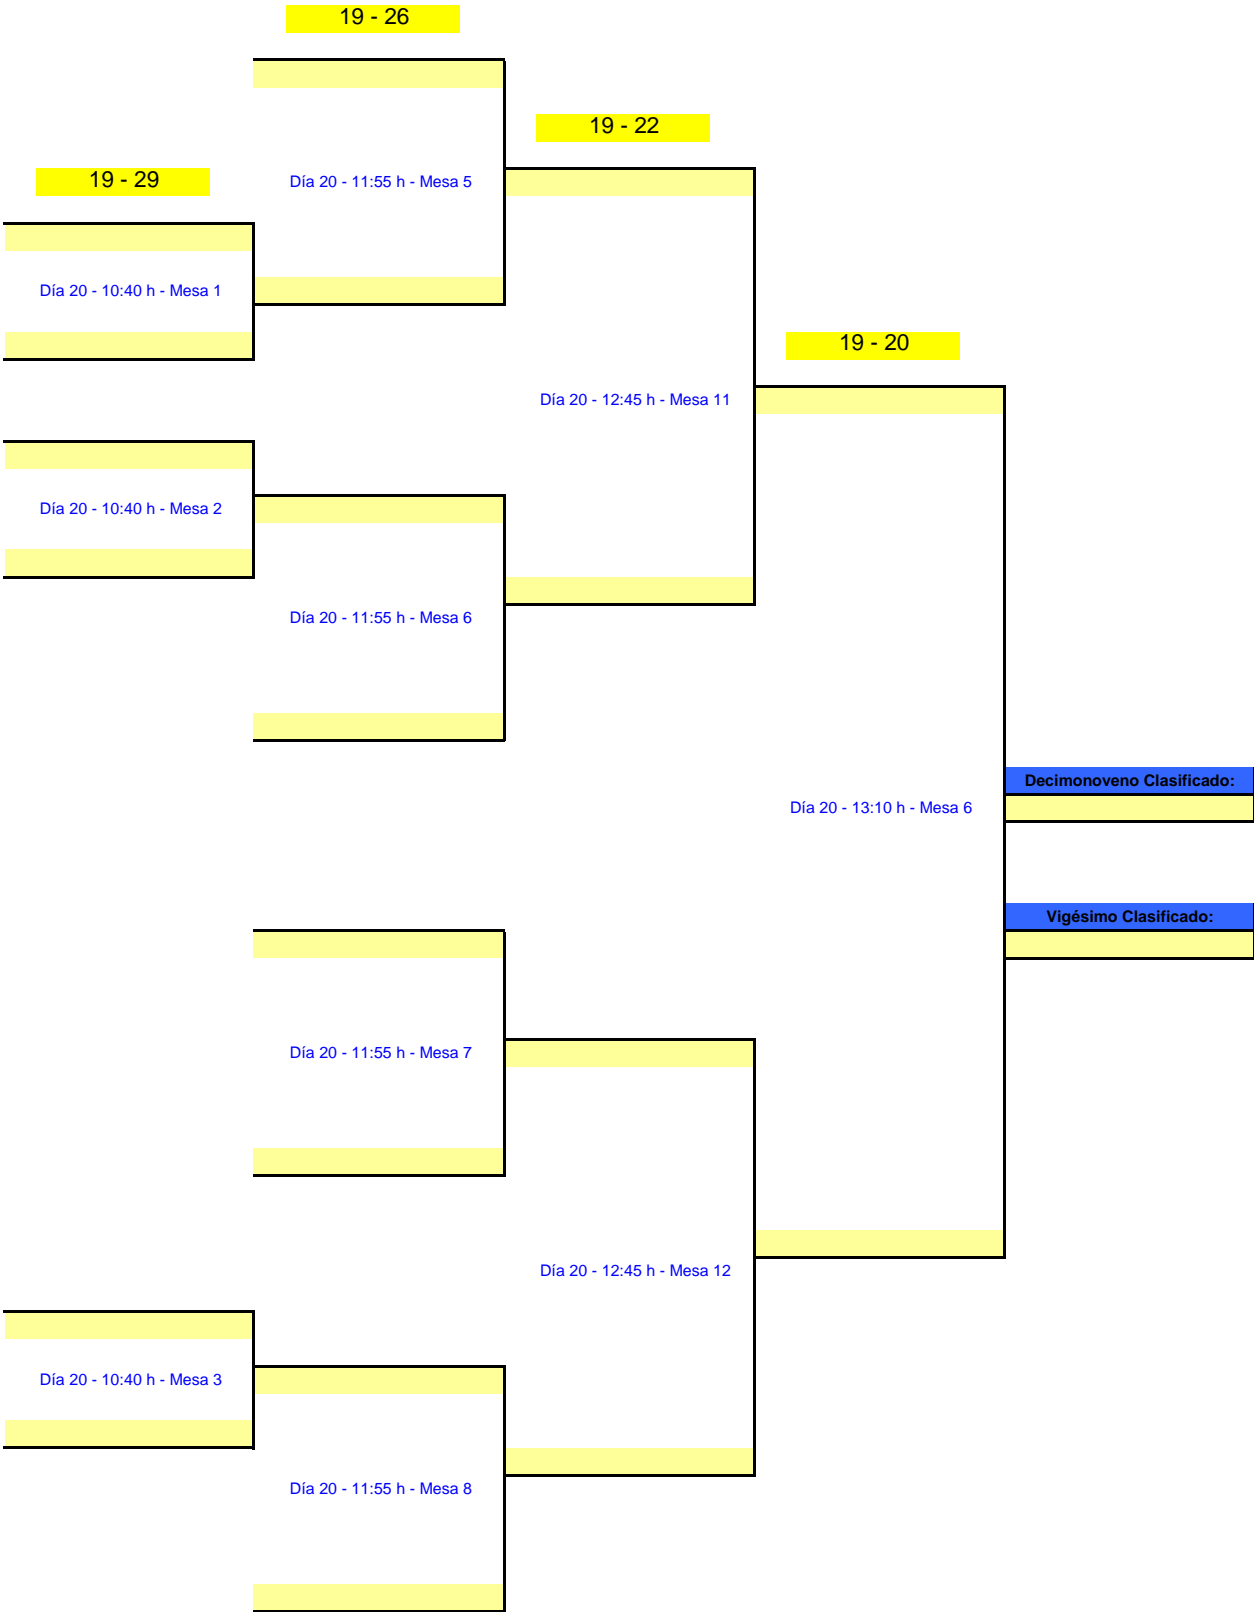 19 - 26
19 - 22
19 - 29
Día 20 - 11:55 h - Mesa 5
Día 20 - 10:40 h - Mesa 1
19 - 20
Día 20 - 12:45 h - Mesa 11
Día 20 - 10:40 h - Mesa 2
Día 20 - 11:55 h - Mesa 6
Decimonoveno Clasificado:
Día 20 - 13:10 h - Mesa 6
Vigésimo Clasificado:
Día 20 - 11:55 h - Mesa 7
Día 20 - 12:45 h - Mesa 12
Día 20 - 10:40 h - Mesa 3
Día 20 - 11:55 h - Mesa 8